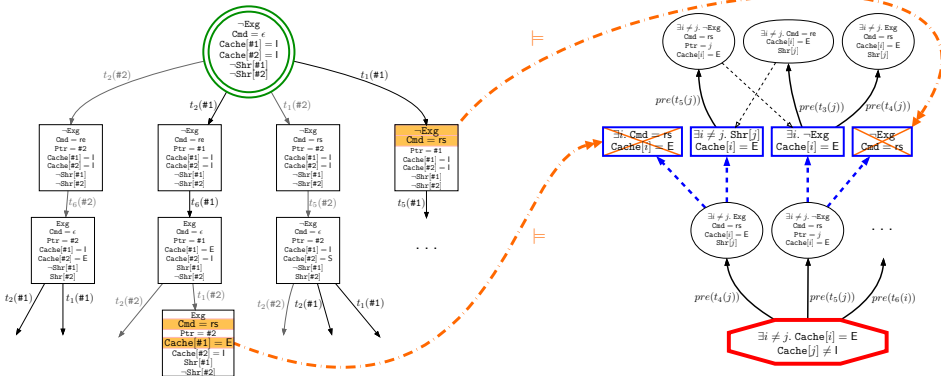 ¬Exg
Cmd = ϵ
Cache[#1] = I
Cache[#2] = I
¬Shr[#1]
¬Shr[#2]
t₂(#2)
t₂(#1)
t₁(#2)
t₁(#1)
¬Exg
Cmd = re
Ptr = #2
Cache[#1] = I
Cache[#2] = I
¬Shr[#1]
¬Shr[#2]
¬Exg
Cmd = re
Ptr = #1
Cache[#1] = I
Cache[#2] = I
¬Shr[#1]
¬Shr[#2]
¬Exg
Cmd = rs
Ptr = #2
Cache[#1] = I
Cache[#2] = I
¬Shr[#1]
¬Shr[#2]
¬Exg
Cmd = rs
Ptr = #1
Cache[#1] = I
Cache[#2] = I
¬Shr[#1]
¬Shr[#2]
t₆(#2)
t₆(#1)
t₅(#2)
t₅(#1)
Exg
Cmd = ϵ
Ptr = #2
Cache[#1] = I
Cache[#2] = E
¬Shr[#1]
Shr[#2]
Exg
Cmd = ϵ
Ptr = #1
Cache[#1] = E
Cache[#2] = I
Shr[#1]
¬Shr[#2]
¬Exg
Cmd = ϵ
Ptr = #2
Cache[#1] = I
Cache[#2] = S
¬Shr[#1]
Shr[#2]
. . .
t₂(#1)
t₁(#1)
t₂(#2)
t₁(#2)
t₂(#2)
t₂(#1)
t₁(#1)
Exg
Cmd = rs
Ptr = #2
Cache[#1] = E
Cache[#2] = I
Shr[#1]
¬Shr[#2]
⊨
⊨
∃i ≠ j. ¬Exg
Cmd = rs
Ptr = j
Cache[i] = E
∃i ≠ j. Cmd = re
Cache[i] = E
Shr[j]
∃i ≠ j. Exg
Cmd = rs
Cache[i] = E
pre(t₅(j))
pre(t₃(j))
pre(t₄(j))
∃i. Cmd = rs
Cache[i] = E
∃i ≠ j. Shr[j]
Cache[i] = E
∃i. ¬Exg
Cache[i] = E
¬Exg
Cmd = rs
∃i ≠ j. Exg
Cmd = rs
Cache[i] = E
Shr[j]
∃i ≠ j. ¬Exg
Cmd = rs
Ptr = j
Cache[i] = E
. . .
pre(t₄(j))
pre(t₅(j))
pre(t₆(i))
∃i ≠ j. Cache[i] = E
Cache[j] ≠ I